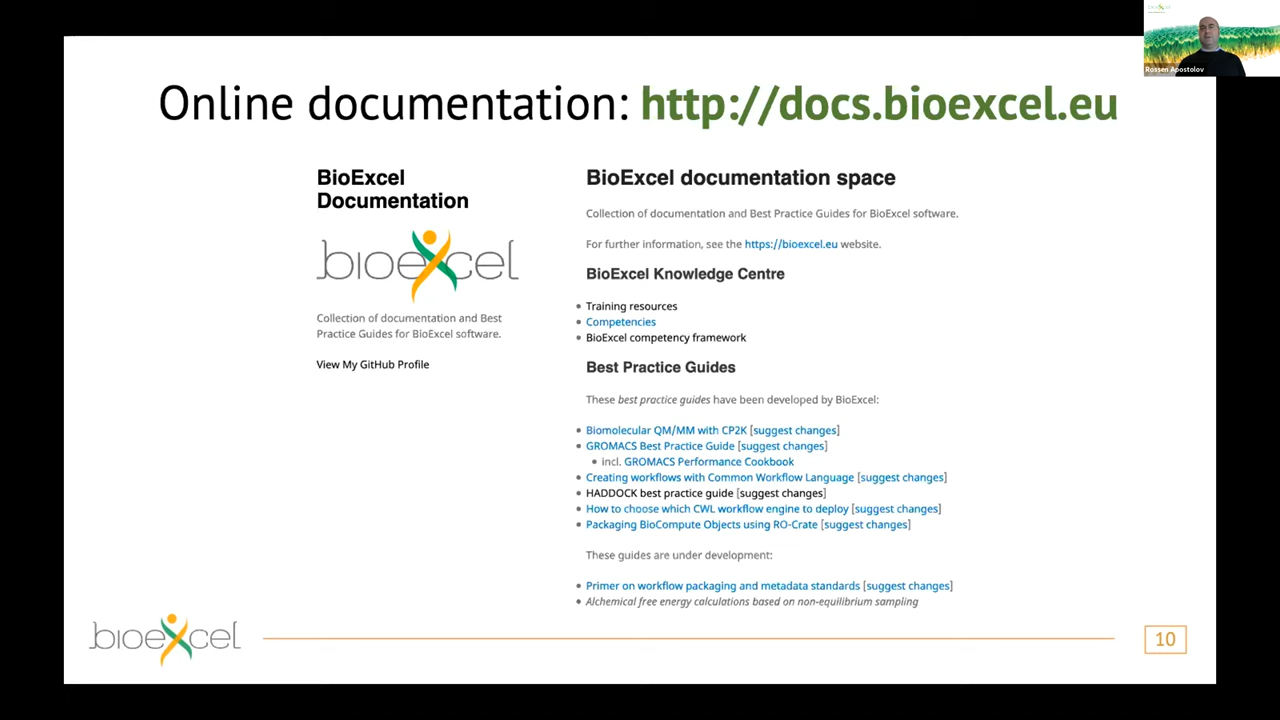 Rossen Apostolov
Online documentation: http://docs.bioexcel.eu
BioExcel
Documentation
bioexcel
Collection of documentation and Best
Practice Guides for BioExcel software.
View My GitHub Profile
BioExcel documentation space
Collection of documentation and Best Practice Guides for BioExcel software.
For further information, see the https://bioexcel.eu website.
BioExcel Knowledge Centre
Training resources
Competencies
BioExcel competency framework
Best Practice Guides
These best practice guides have been developed by BioExcel:
Biomolecular QM/MM with CP2K [suggest changes]
GROMACS Best Practice Guide [suggest changes]
incl. GROMACS Performance Cookbook
Creating workflows with Common Workflow Language [suggest changes]
HADDOCK best practice guide [suggest changes]
How to choose which CWL workflow engine to deploy [suggest changes]
Packaging BioCompute Objects using RO-Crate [suggest changes]
These guides are under development:
Primer on workflow packaging and metadata standards [suggest changes]
Alchemical free energy calculations based on non-equilibrium sampling
bioexcel
10